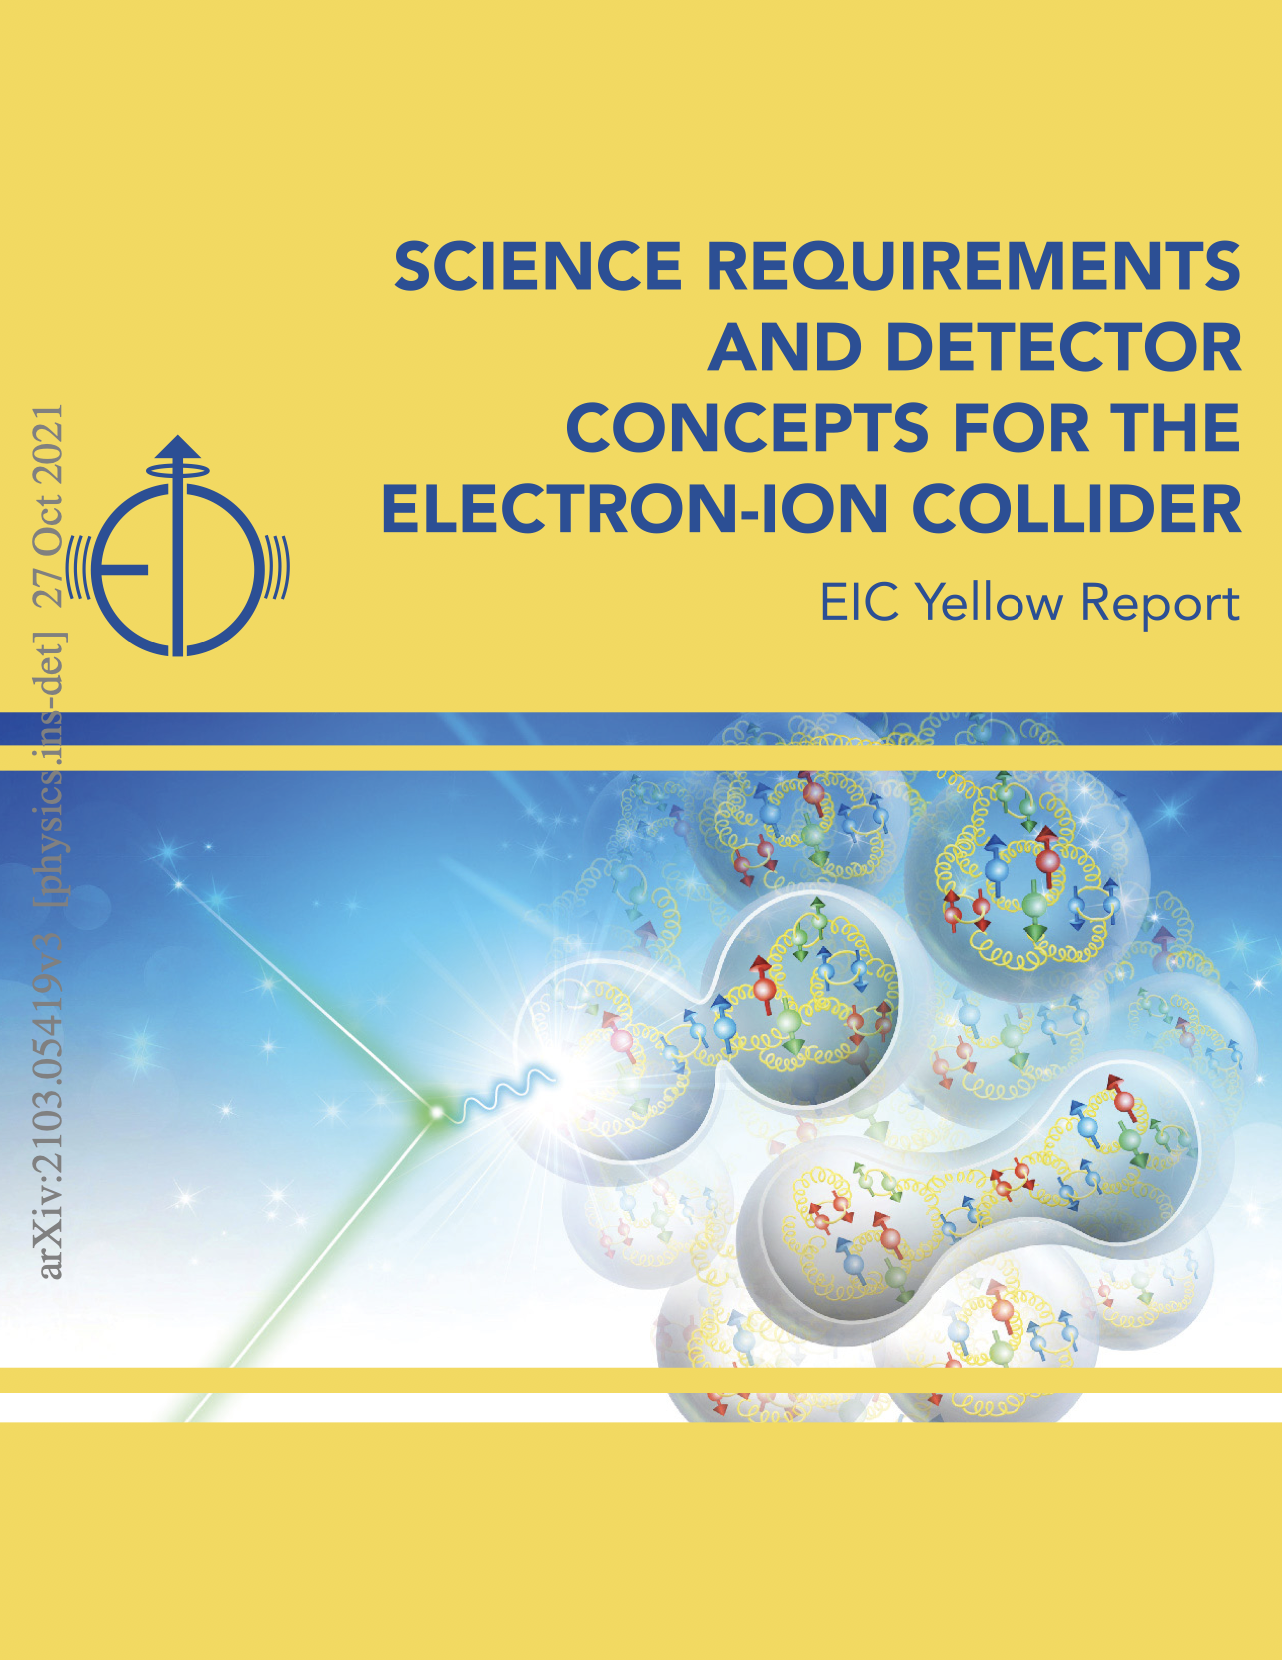 SCIENCE REQUIREMENTS
AND DETECTOR
CONCEPTS FOR THE
ELECTRON-ION COLLIDER
EIC Yellow Report
arXiv:2103.05419v3 [physics.ins-det] 27 Oct 2021